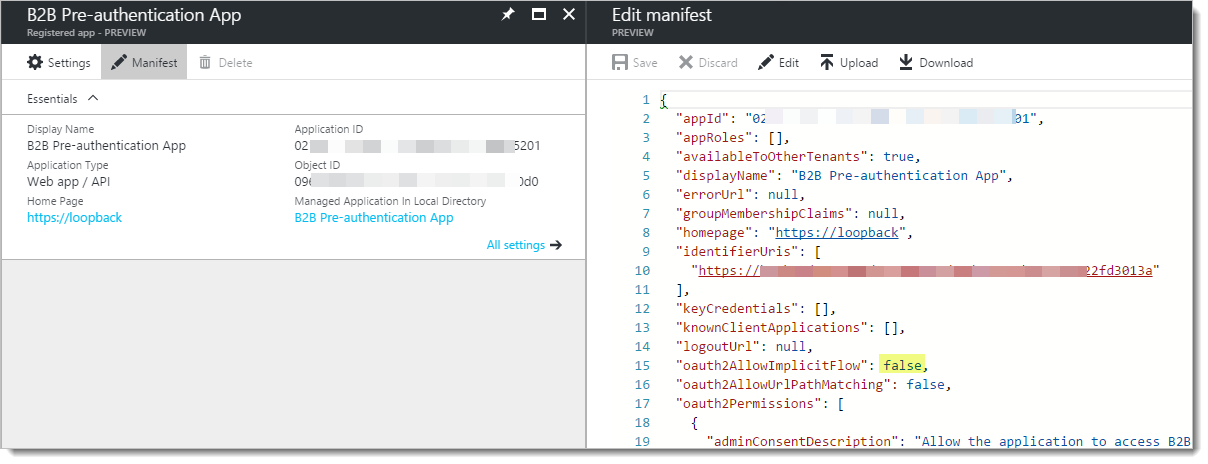 B2B Pre-authentication App
Registered app - PREVIEW
Settings
Manifest
Delete
Essentials
Display Name
B2B Pre-authentication App
Application Type
Web app / API
Home Page
https://loopback
Application ID
02 5201
Object ID
096 0d0
Managed Application In Local Directory
B2B Pre-authentication App
All settings
Edit manifest
PREVIEW
Save
Discard
Edit
Upload
Download
1 {
2 "appId": "02 01",
3 "appRoles": [],
4 "availableToOtherTenants": true,
5 "displayName": "B2B Pre-authentication App",
6 "errorUrl": null,
7 "groupMembershipClaims": null,
8 "homepage": "https://loopback",
9 "identifierUris": [
10 "https:// 22fd3013a"
11 ],
12 "keyCredentials": [],
13 "knownClientApplications": [],
14 "logoutUrl": null,
15 "oauth2AllowImplicitFlow": false,
16 "oauth2AllowUrlPathMatching": false,
17 "oauth2Permissions": [
18 {
19 "adminConsentDescription": "Allow the application to access B2B